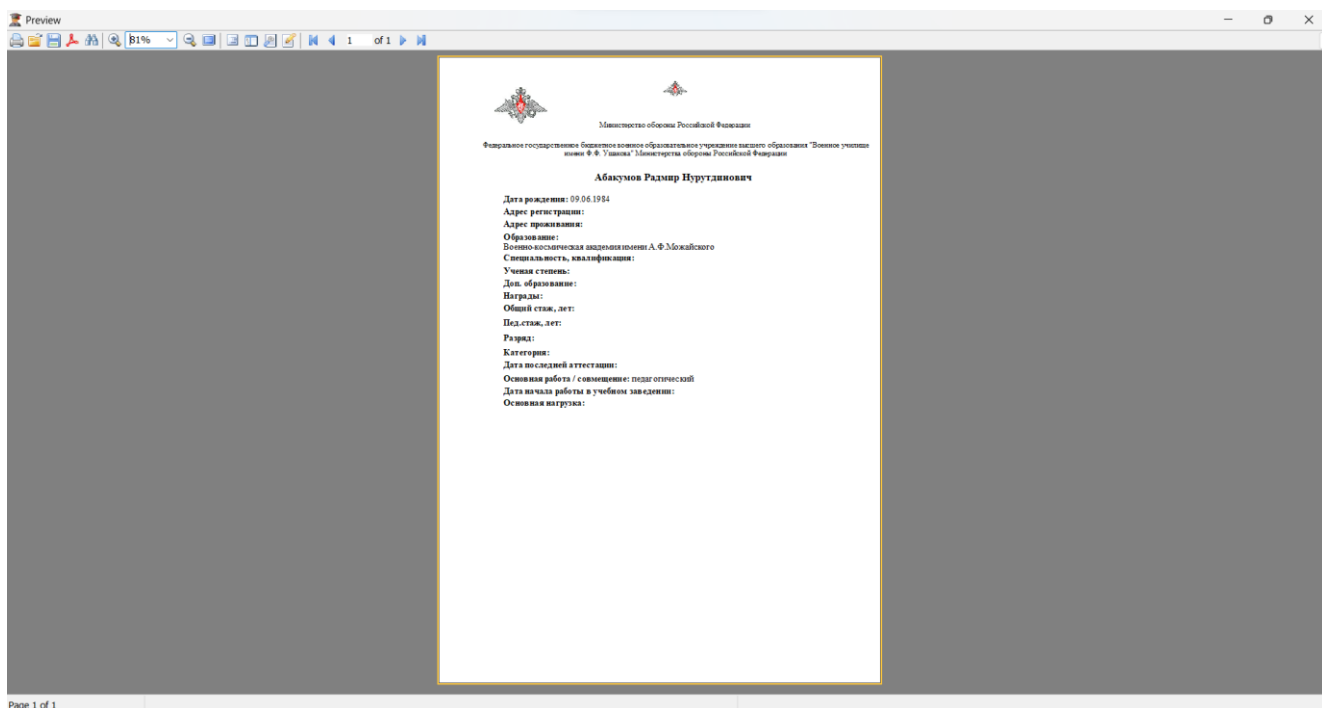 Preview
81%
1 of 1
Министерство обороны Российской Федерации
Федеральное государственное бюджетное военное образовательное учреждение высшего образования "Военное училище
имени Ф.Ф. Ушакова" Министерства обороны Российской Федерации
Абакумов Радмир Нурутдинович
Дата рождения: 09.06.1984
Адрес регистрации:
Адрес проживания:
Образование:
Военно-космическая академия имени А.Ф.Можайского
Специальность, квалификация:
Ученая степень:
Доп. образование:
Награды:
Общий стаж, лет:
Пед.стаж, лет:
Разряд:
Категория:
Дата последней аттестации:
Основная работа / совмещение: педагогический
Дата начала работы в учебном заведении:
Основная нагрузка:
Page 1 of 1